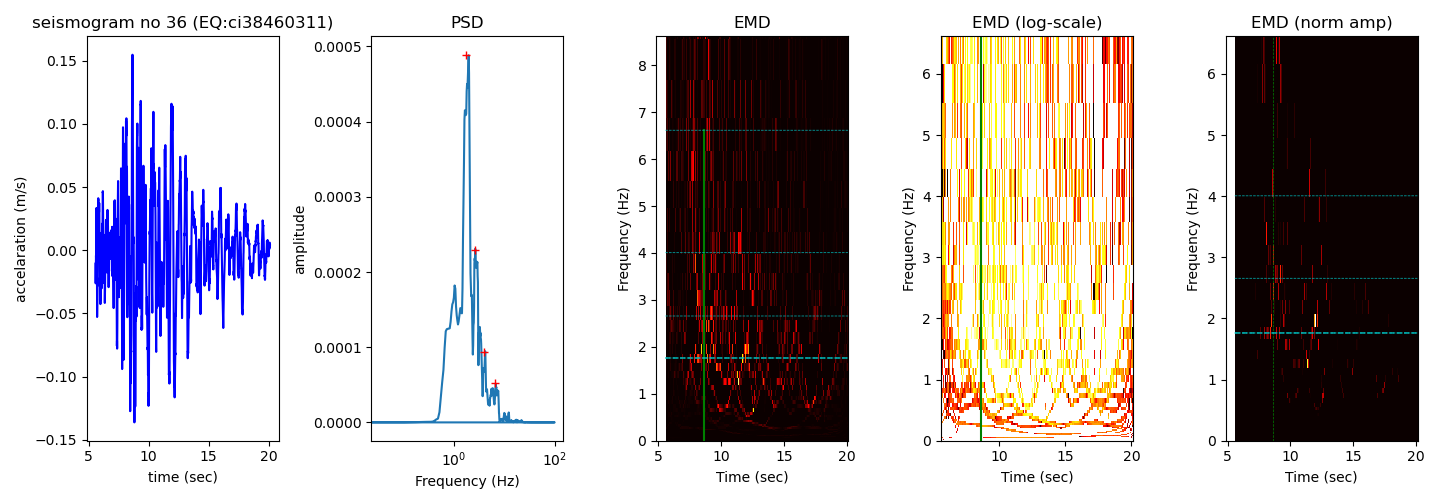 seismogram no 36 (EQ:ci38460311)
accelaration (m/s)
0.15
0.10
0.05
0.00
−0.05
−0.10
−0.15
5 10 15 20
time (sec)
PSD
amplitude
0.0005
0.0004
0.0003
0.0002
0.0001
0.0000
10⁰ 10²
Frequency (Hz)
EMD
Frequency (Hz)
8
7
6
5
4
3
2
1
0
5 10 15 20
Time (sec)
EMD (log-scale)
Frequency (Hz)
6
5
4
3
2
1
0
10 15 20
Time (sec)
EMD (norm amp)
Frequency (Hz)
6
5
4
3
2
1
0
5 10 15 20
Time (sec)